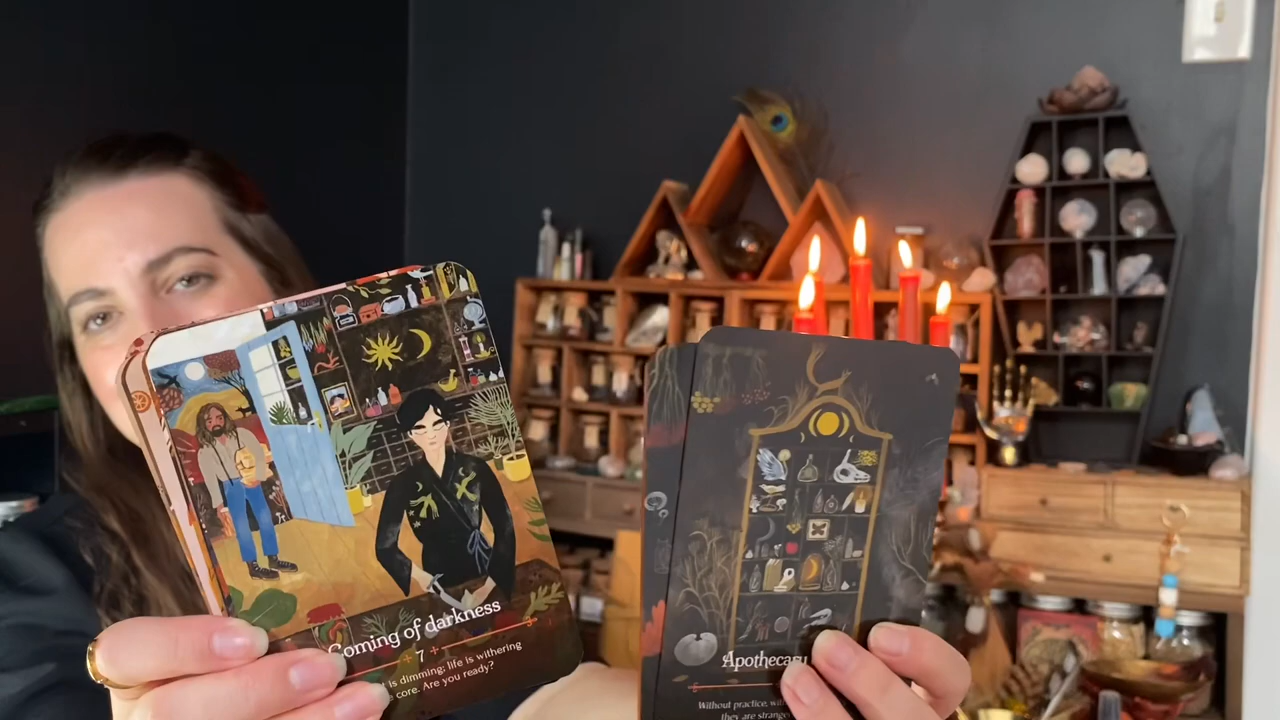 Coming of darkness
7
t is dimming; life is withering
core. Are you ready?
Apothecary
Without practice, wit
they are strange